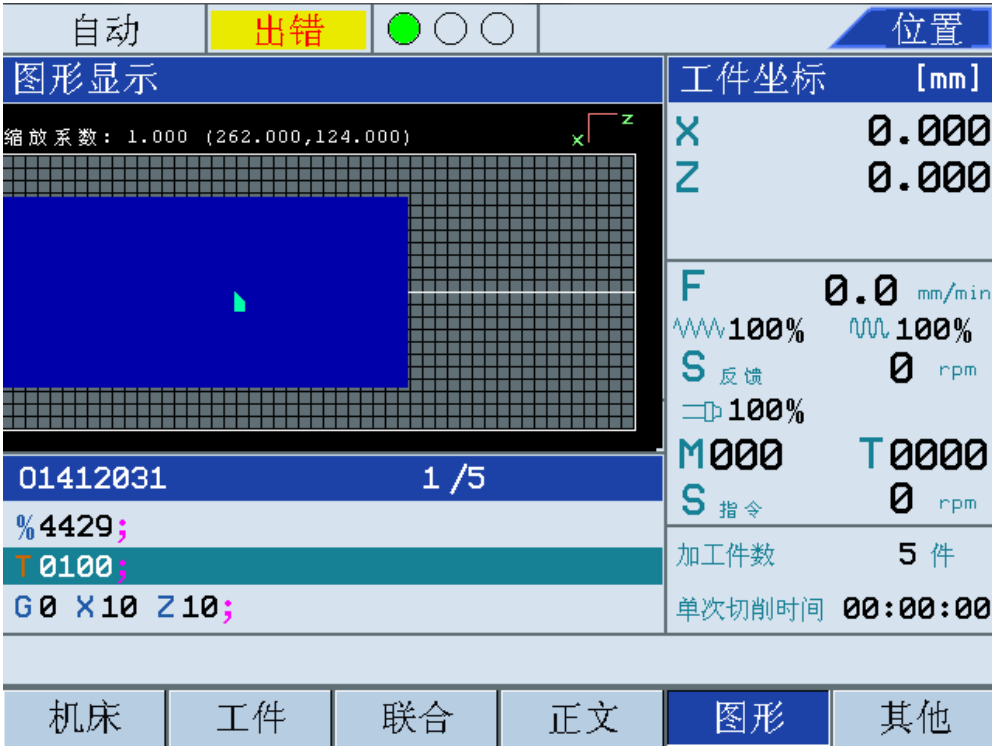 自动 出错 位置
图形显示
缩放系数: 1.000 (262.000,124.000)
Z
X
工件坐标 [mm]
X 0.000
Z 0.000
F 0.0 mm/min
100% 100%
S 反馈 0 rpm
100%
M000 T0000
S 指令 0 rpm
加工件数 5 件
单次切削时间 00:00:00
O1412031 1 /5
%4429;
T0100;
G0 X10 Z10;
机床 工件 联合 正文 图形 其他